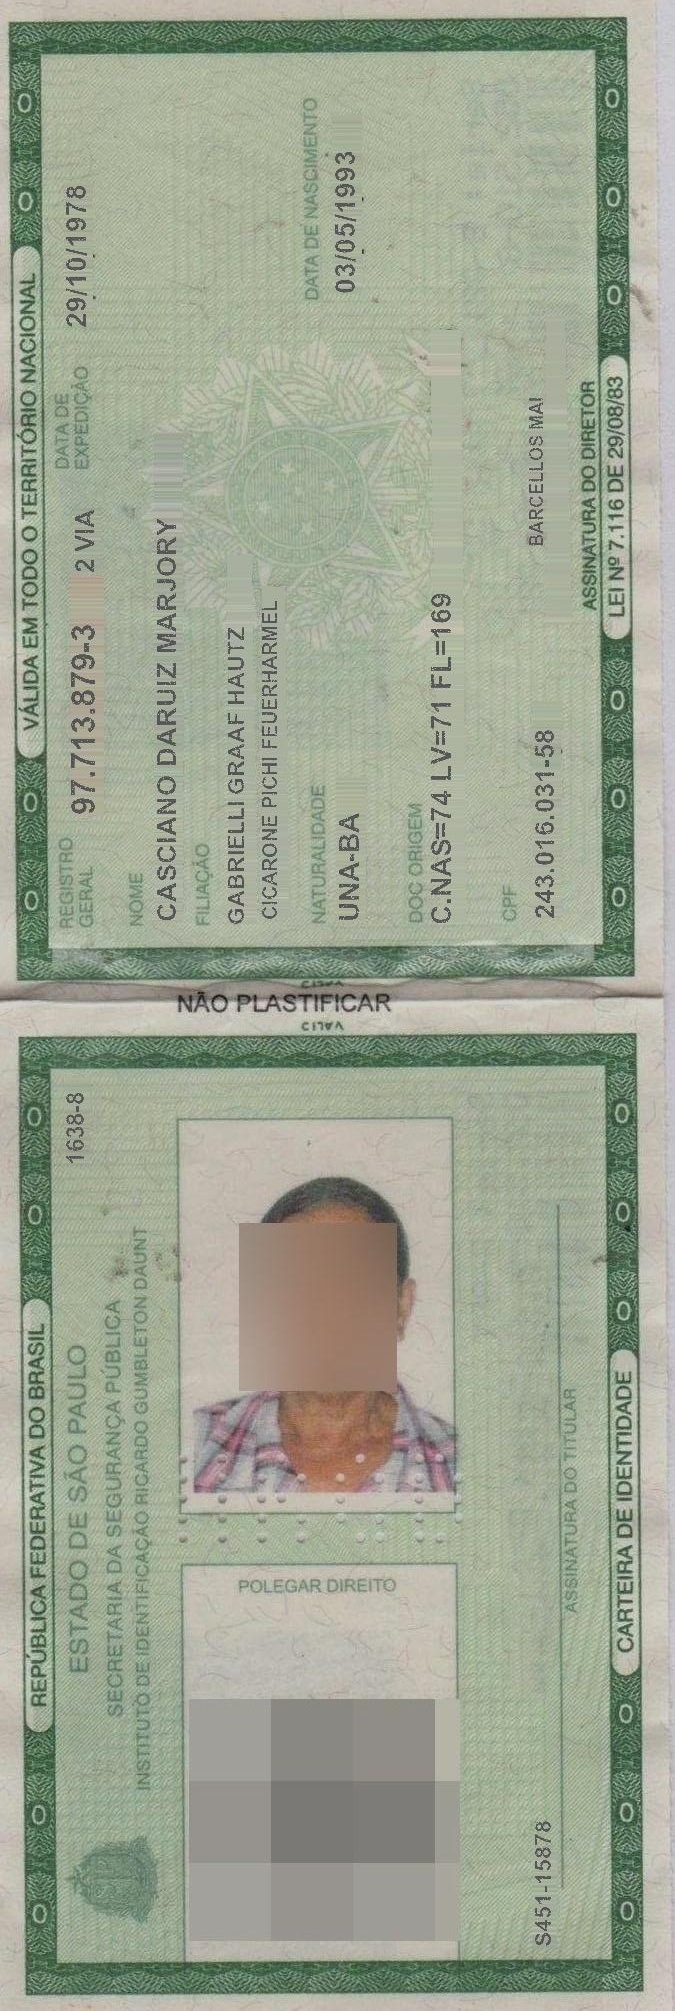 VÁLIDA EM TODO O TERRITÓRIO NACIONAL
REGISTRO GERAL 97.713.879-3 2 VIA DATA DE EXPEDIÇÃO 29/10/1978
NOME
CASCIANO DARUIZ MARJORY
FILIAÇÃO
GABRIELLI GRAAF HAUTZ
CICARONE PICHI FEUERHARMEL
NATURALIDADE DATA DE NASCIMENTO
UNA-BA 03/05/1993
DOC ORIGEM
C.NAS=74 LV=71 FL=169
CPF
243.016.031-58 BARCELLOS MAI
ASSINATURA DO DIRETOR
LEI Nº 7.116 DE 29/08/83
NÃO PLASTIFICAR
REPÚBLICA FEDERATIVA DO BRASIL
ESTADO DE SÃO PAULO 1638-8
SECRETARIA DA SEGURANÇA PÚBLICA
INSTITUTO DE IDENTIFICAÇÃO RICARDO GUMBLETON DAUNT
POLEGAR DIREITO
S451-15878
ASSINATURA DO TITULAR
CARTEIRA DE IDENTIDADE